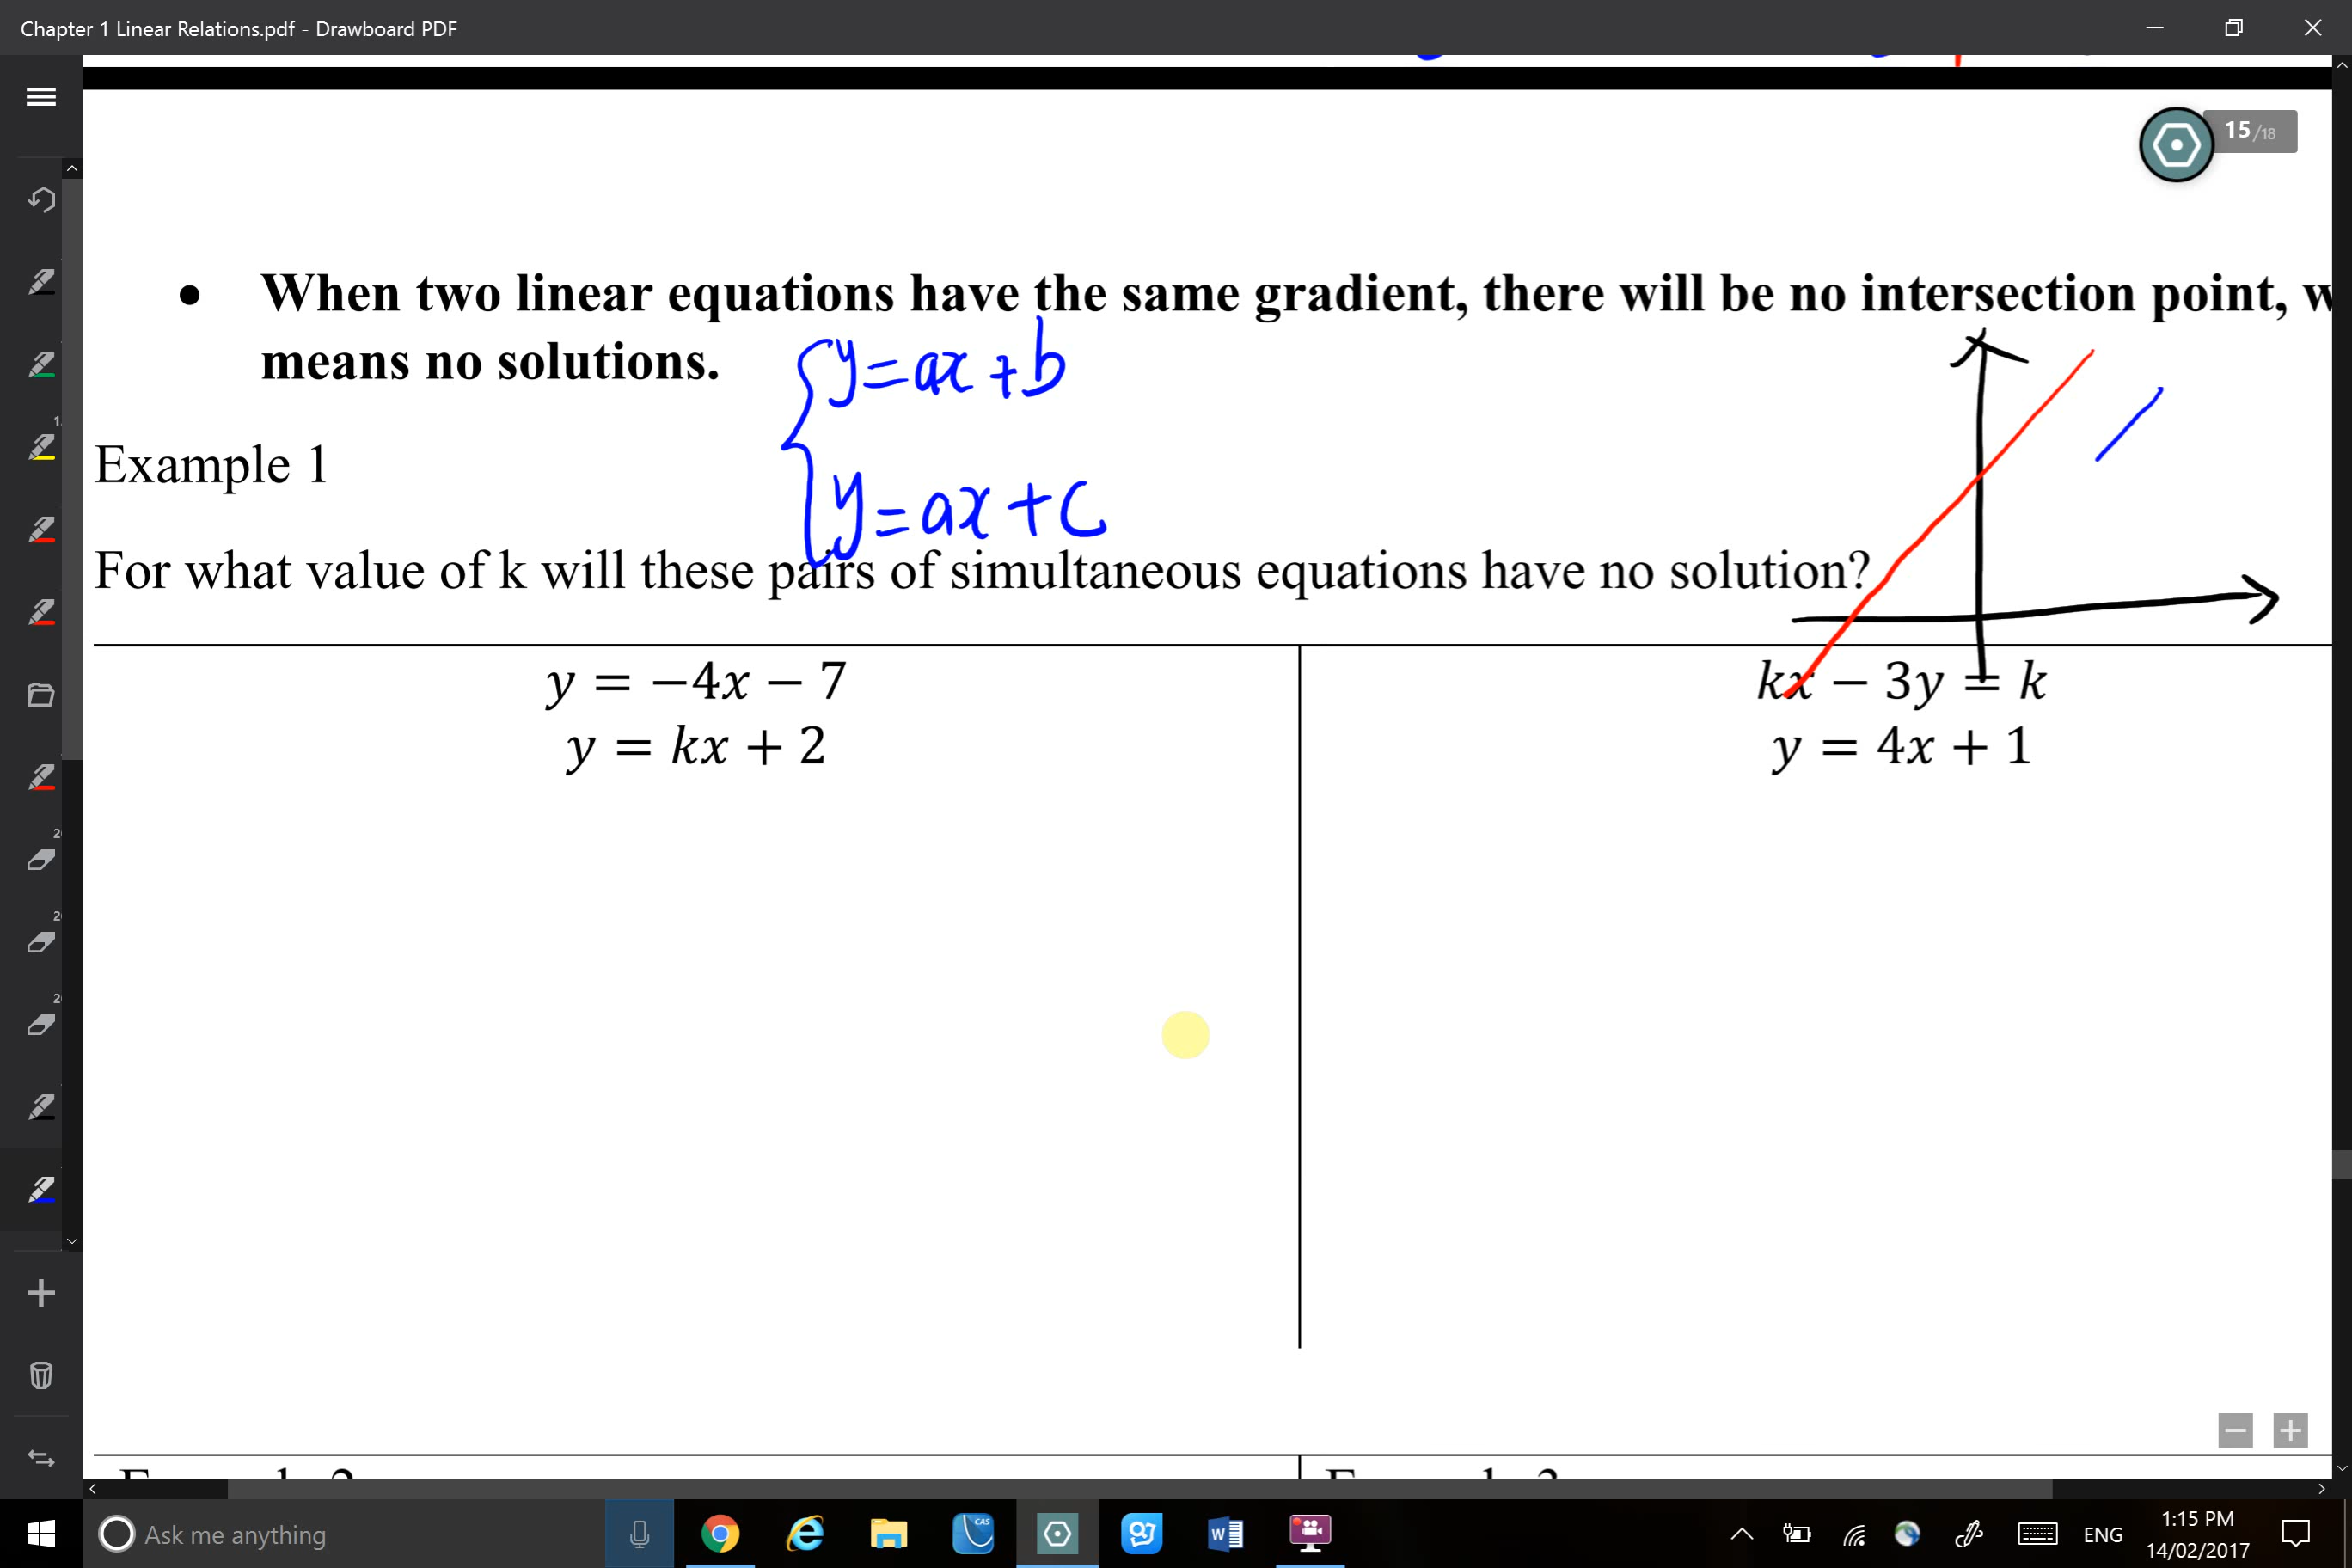 Chapter 1 Linear Relations.pdf - Drawboard PDF
15/18
When two linear equations have the same gradient, there will be no intersection point, w
means no solutions.
y=ax+b
Example 1
y=ax+c
For what value of k will these pairs of simultaneous equations have no solution?
y = −4x − 7
y = kx + 2
kx − 3y = k
y = 4x + 1
Ask me anything
CAS
ENG
1:15 PM
14/02/2017